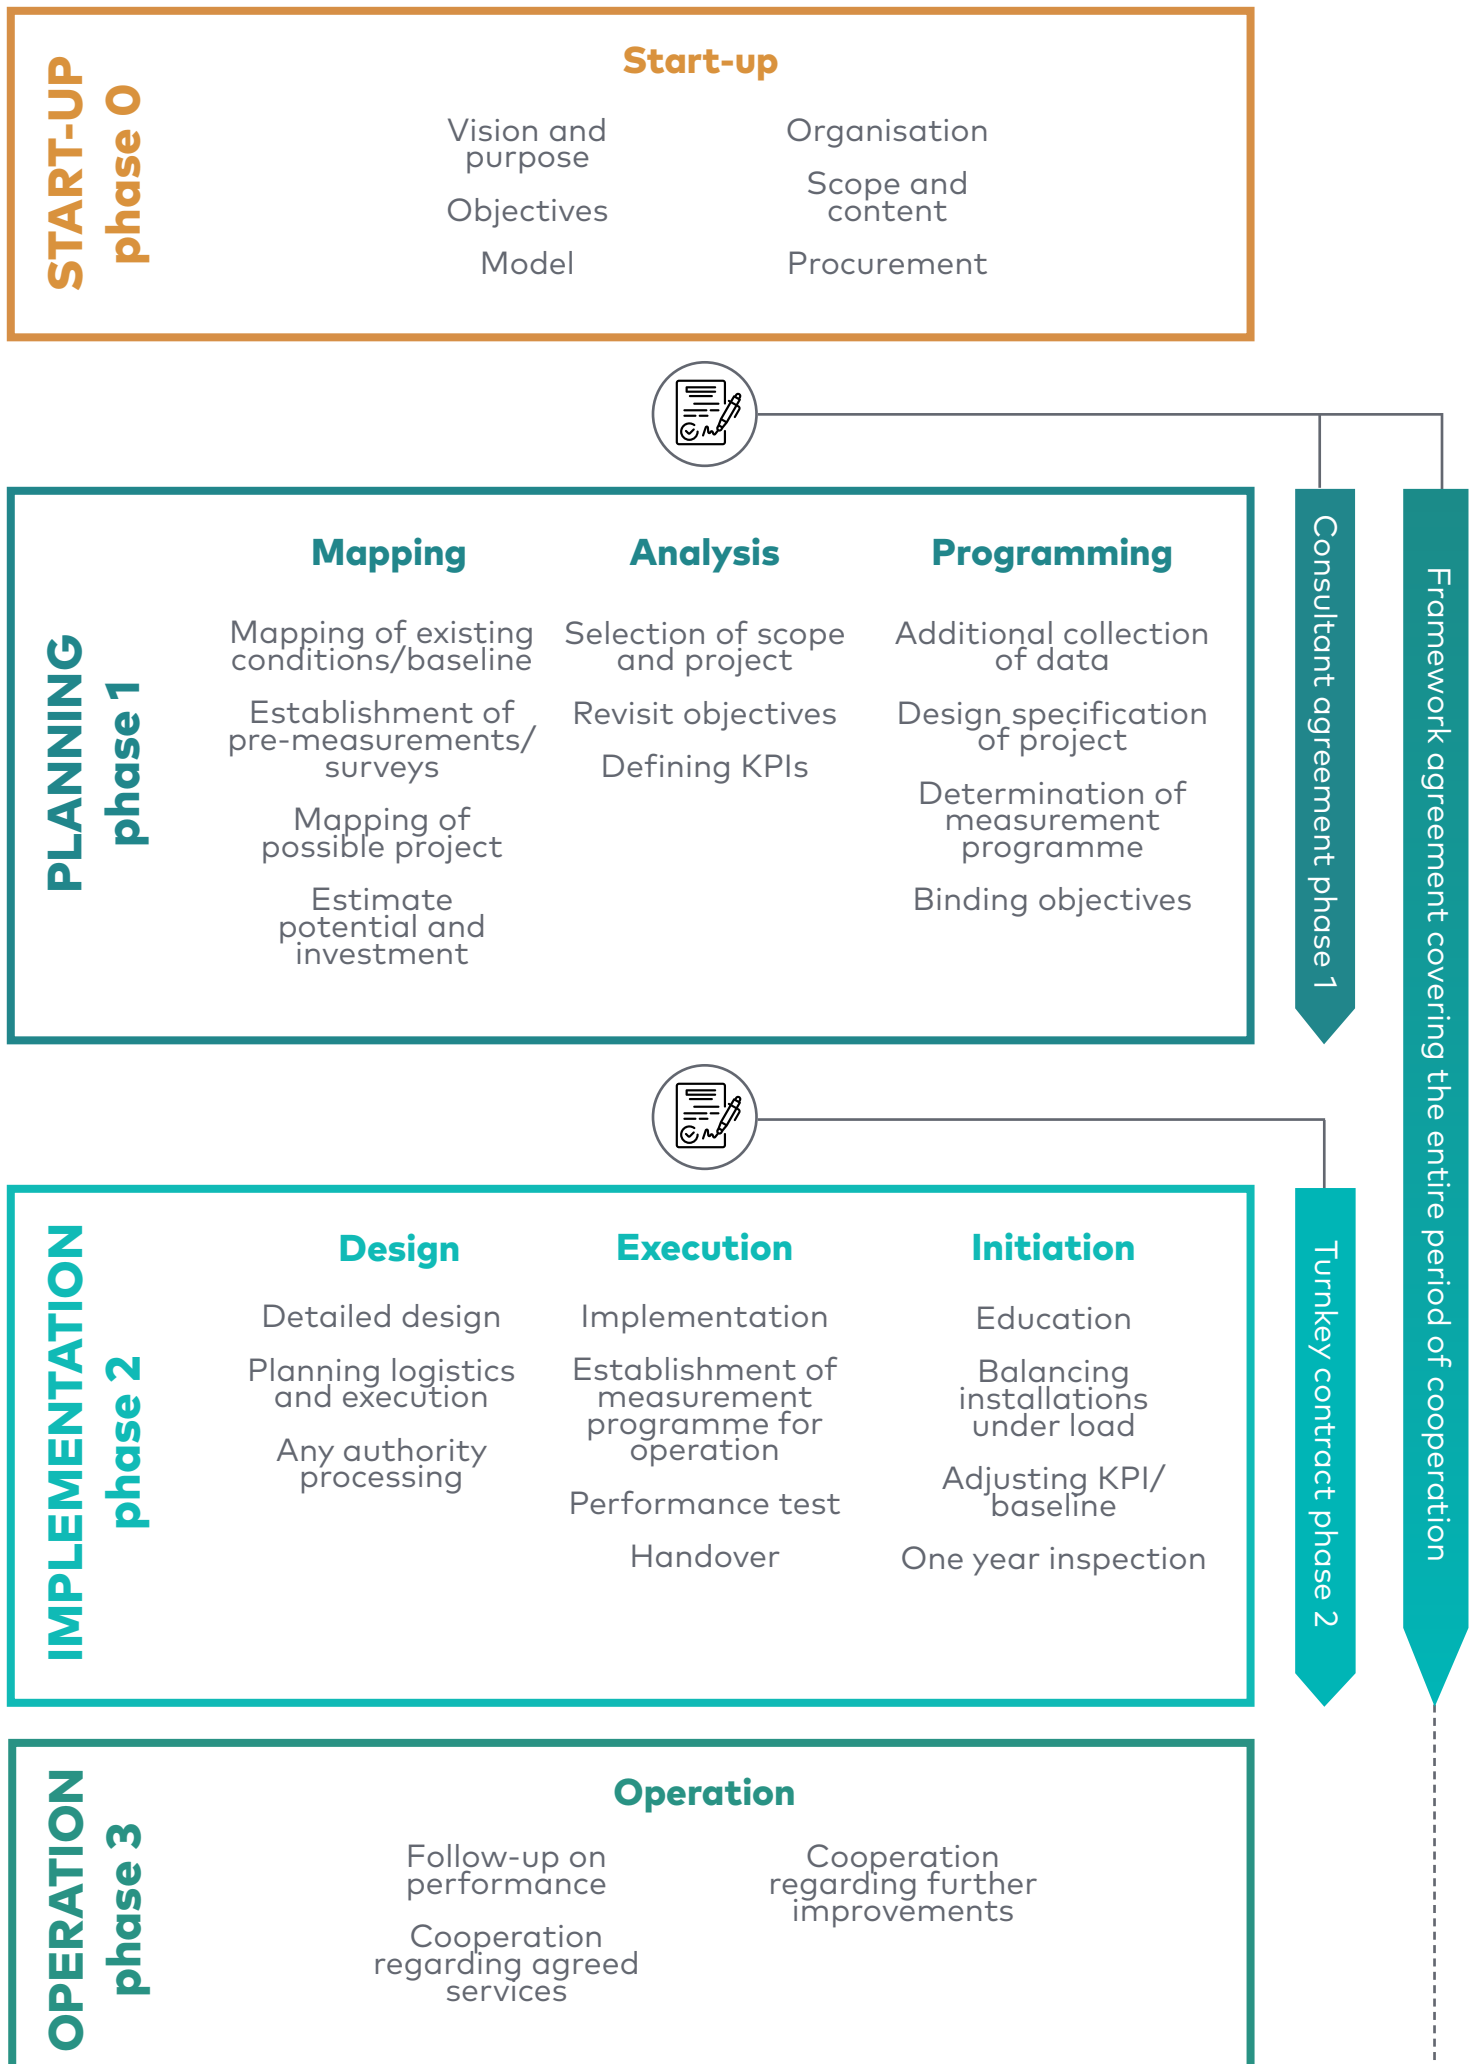 START-UP
phase 0
Start-up
Vision and
purpose
Objectives
Model
Organisation
Scope and
content
Procurement
PLANNING
phase 1
Mapping
Mapping of existing
conditions/baseline
Establishment of
pre-measurements/
surveys
Mapping of
possible project
Estimate
potential and
investment
Analysis
Selection of scope
and project
Revisit objectives
Defining KPIs
Programming
Additional collection
of data
Design specification
of project
Determination of
measurement
programme
Binding objectives
Consultant agreement phase 1
Framework agreement covering the entire period of cooperation
IMPLEMENTATION
phase 2
Design
Detailed design
Planning logistics
and execution
Any authority
processing
Execution
Implementation
Establishment of
measurement
programme for
operation
Performance test
Handover
Initiation
Education
Balancing
installations
under load
Adjusting KPI/
baseline
One year inspection
Turnkey contract phase 2
OPERATION
phase 3
Operation
Follow-up on
performance
Cooperation
regarding agreed
services
Cooperation
regarding further
improvements